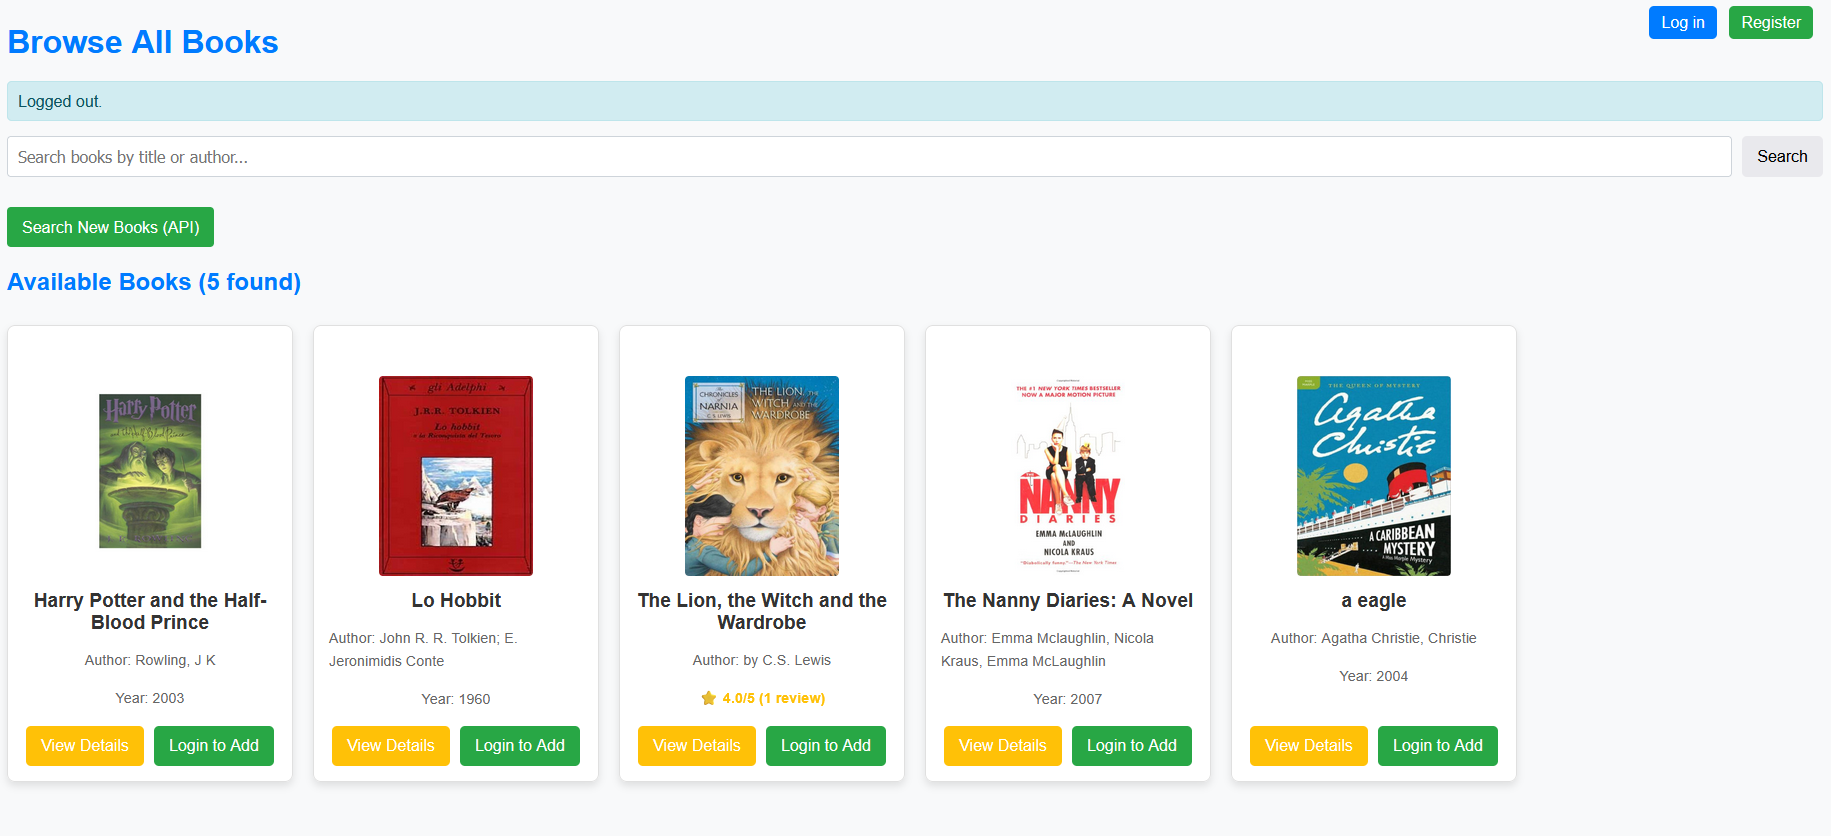 Log in
Register
Browse All Books
Logged out.
Search books by title or author...
Search
Search New Books (API)
Available Books (5 found)
Harry Potter
Harry Potter and the Half-
Blood Prince
Author: Rowling, J K
Year: 2003
View Details
Login to Add
gli Adelphi
J.R.R. TOLKIEN
Lo hobbit
o la Riconquista del Tesoro
Lo Hobbit
Author: John R. R. Tolkien; E.
Jeronimidis Conte
Year: 1960
View Details
Login to Add
The
CHRONICLES
of
NARNIA
C. S. LEWIS
THE LION, THE
WITCH AND THE
WARDROBE
The Lion, the Witch and the
Wardrobe
Author: by C.S. Lewis
4.0/5 (1 review)
View Details
Login to Add
THE #1 NEW YORK TIMES BESTSELLER
NOW A MAJOR MOTION PICTURE
THE
NANNY
DIARIES
EMMA McLAUGHLIN
AND
NICOLA KRAUS
"Diabolically funny." —The New York Times
The Nanny Diaries: A Novel
Author: Emma Mclaughlin, Nicola
Kraus, Emma McLaughlin
Year: 2007
View Details
Login to Add
THE QUEEN OF MYSTERY
Agatha
Christie
A CARIBBEAN
MYSTERY
A Miss Marple Mystery
a eagle
Author: Agatha Christie, Christie
Year: 2004
View Details
Login to Add